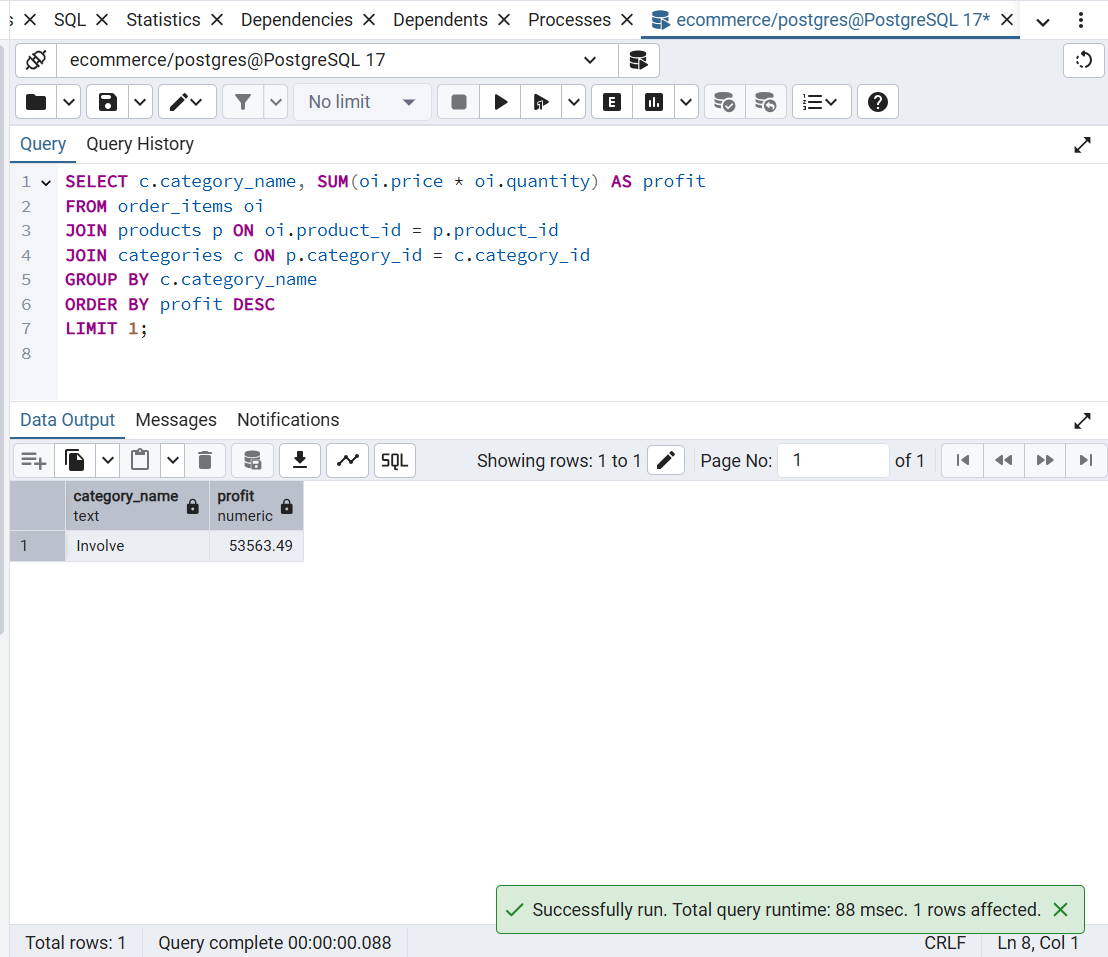 s SQL Statistics Dependencies Dependents Processes ecommerce/postgres@PostgreSQL 17*
ecommerce/postgres@PostgreSQL 17
No limit E
Query Query History
1 SELECT c.category_name, SUM(oi.price * oi.quantity) AS profit
2 FROM order_items oi
3 JOIN products p ON oi.product_id = p.product_id
4 JOIN categories c ON p.category_id = c.category_id
5 GROUP BY c.category_name
6 ORDER BY profit DESC
7 LIMIT 1;
8
Data Output Messages Notifications
SQL Showing rows: 1 to 1 Page No: 1 of 1
category_name profit
text numeric
1 Involve 53563.49
Successfully run. Total query runtime: 88 msec. 1 rows affected.
Total rows: 1 Query complete 00:00:00.088 CRLF Ln 8, Col 1